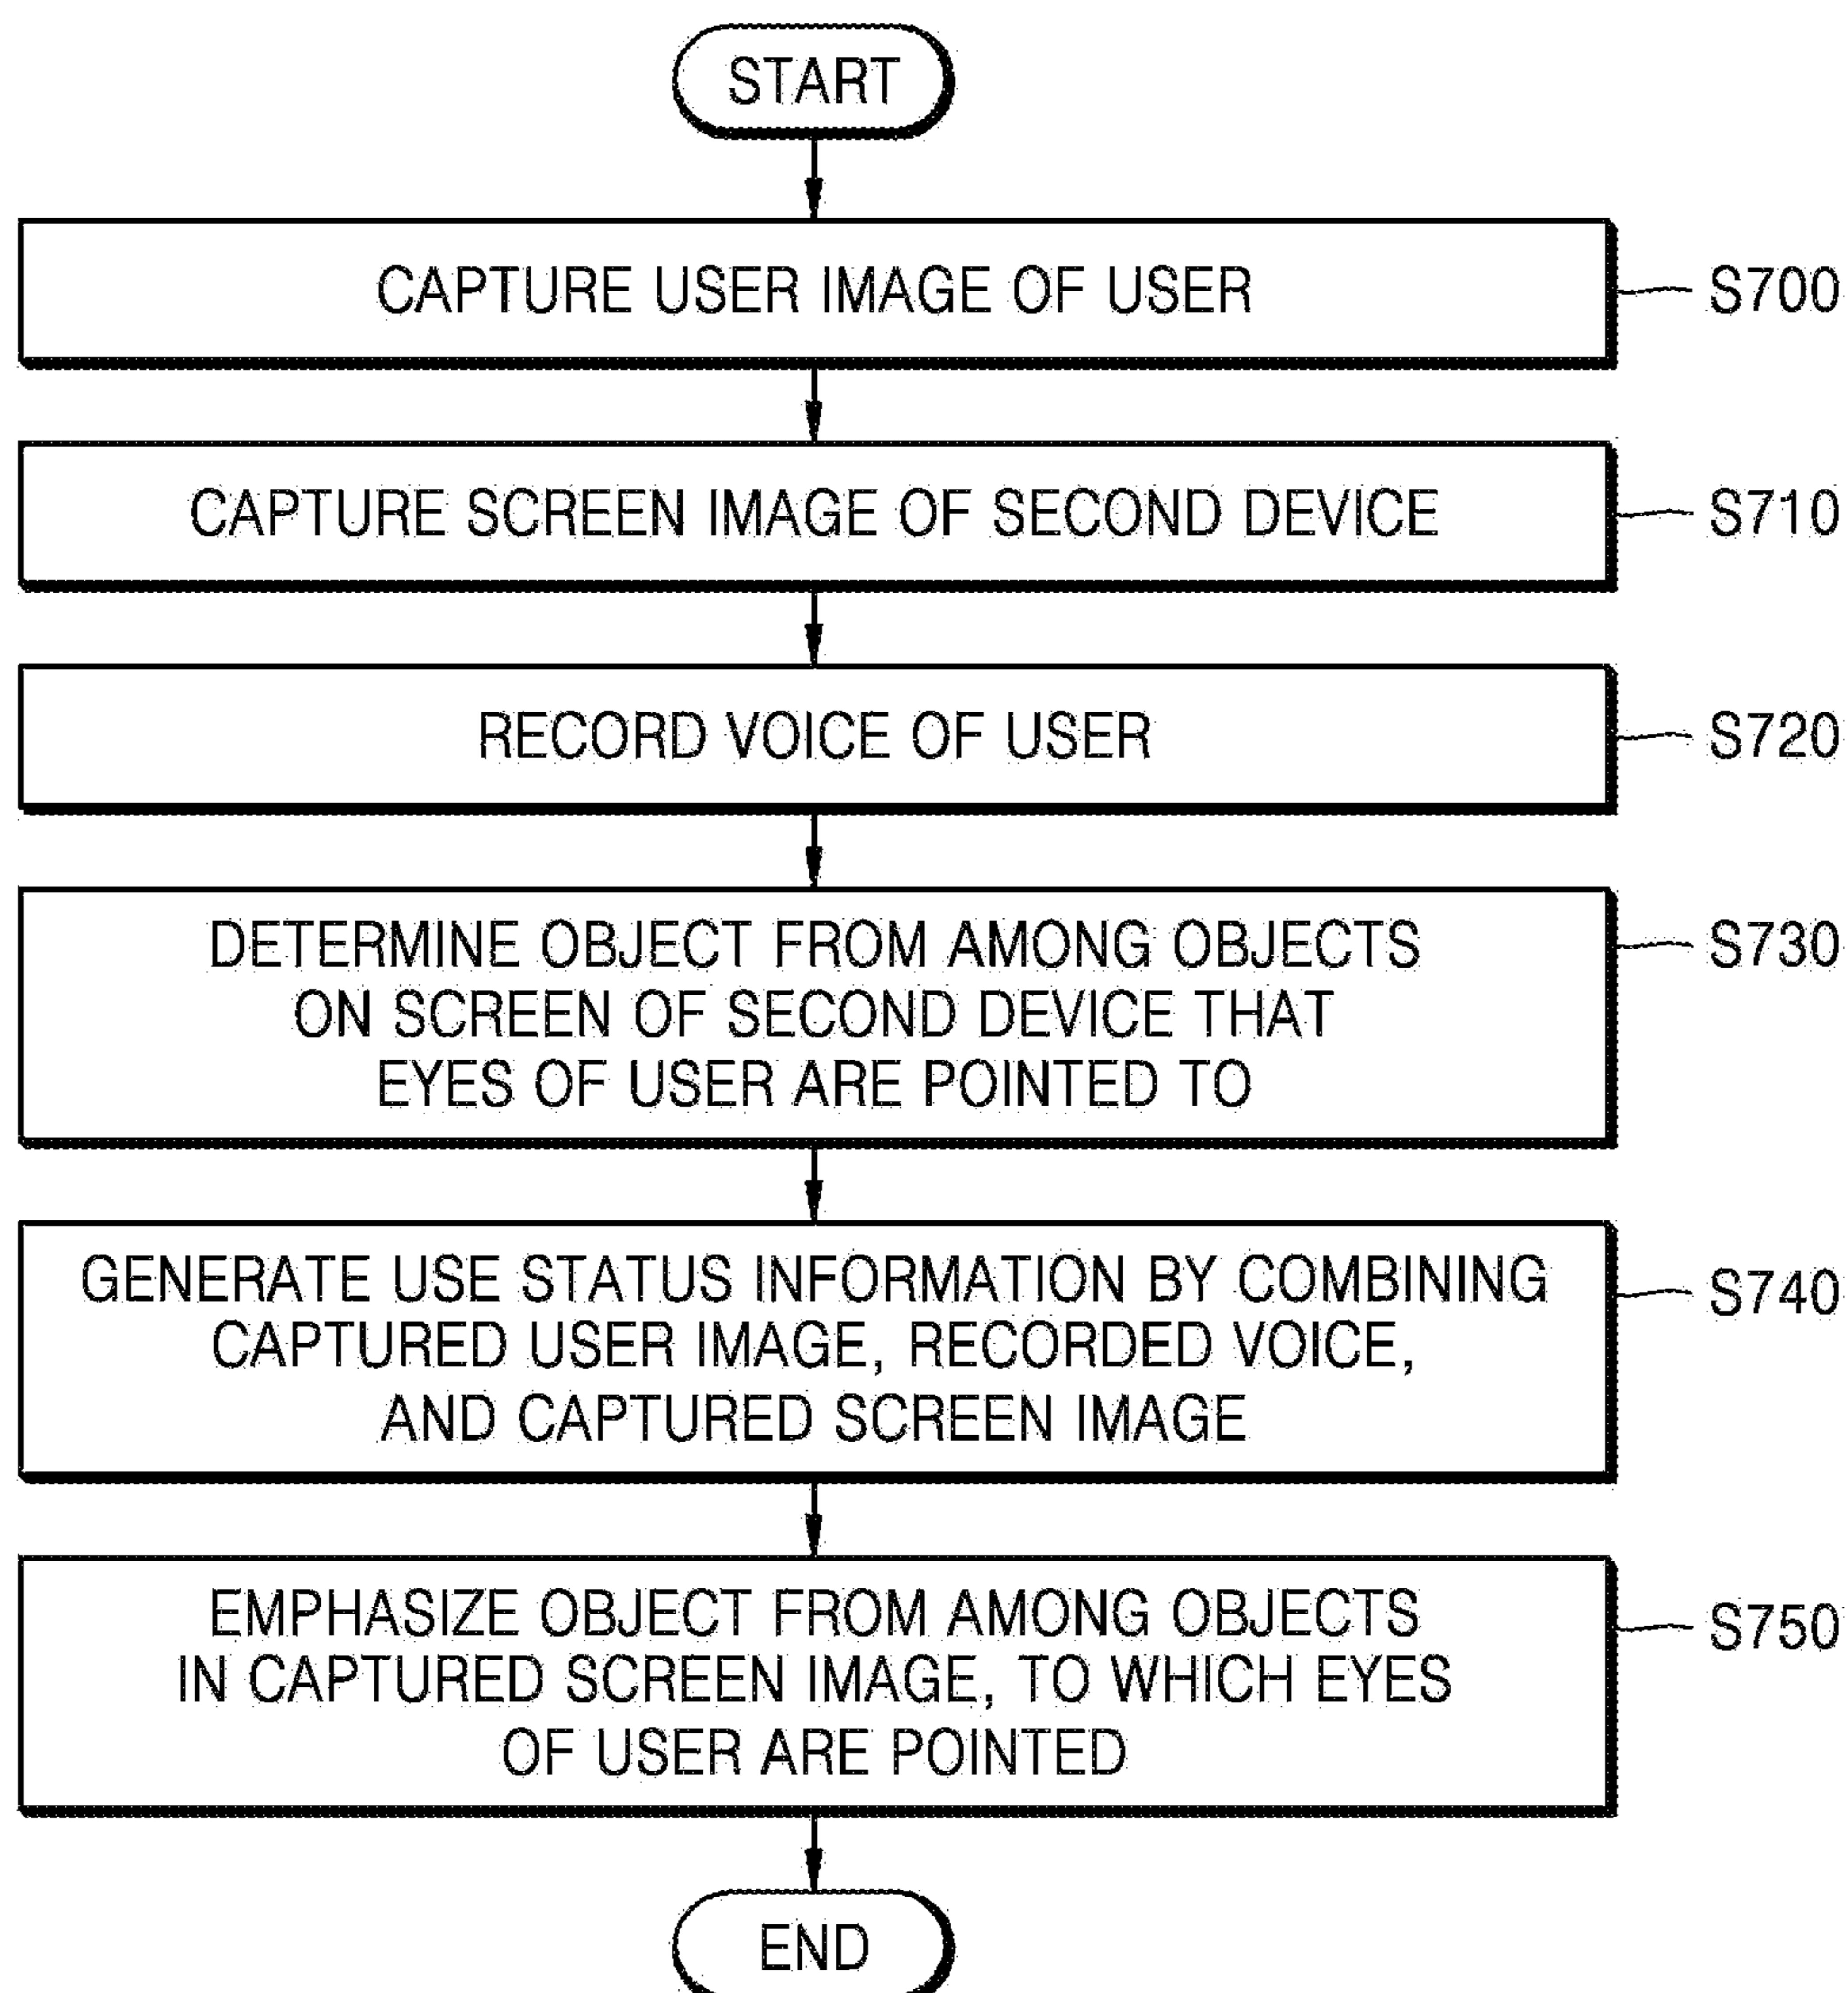 START
CAPTURE USER IMAGE OF USER
S700
CAPTURE SCREEN IMAGE OF SECOND DEVICE
S710
RECORD VOICE OF USER
S720
DETERMINE OBJECT FROM AMONG OBJECTS
S730
ON SCREEN OF SECOND DEVICE THAT
EYES OF USER ARE POINTED TO
GENERATE USE STATUS INFORMATION BY COMBINING
S740
CAPTURED USER IMAGE, RECORDED VOICE,
AND CAPTURED SCREEN IMAGE
EMPHASIZE OBJECT FROM AMONG OBJECTS
S750
IN CAPTURED SCREEN IMAGE, TO WHICH EYES
OF USER ARE POINTED
END